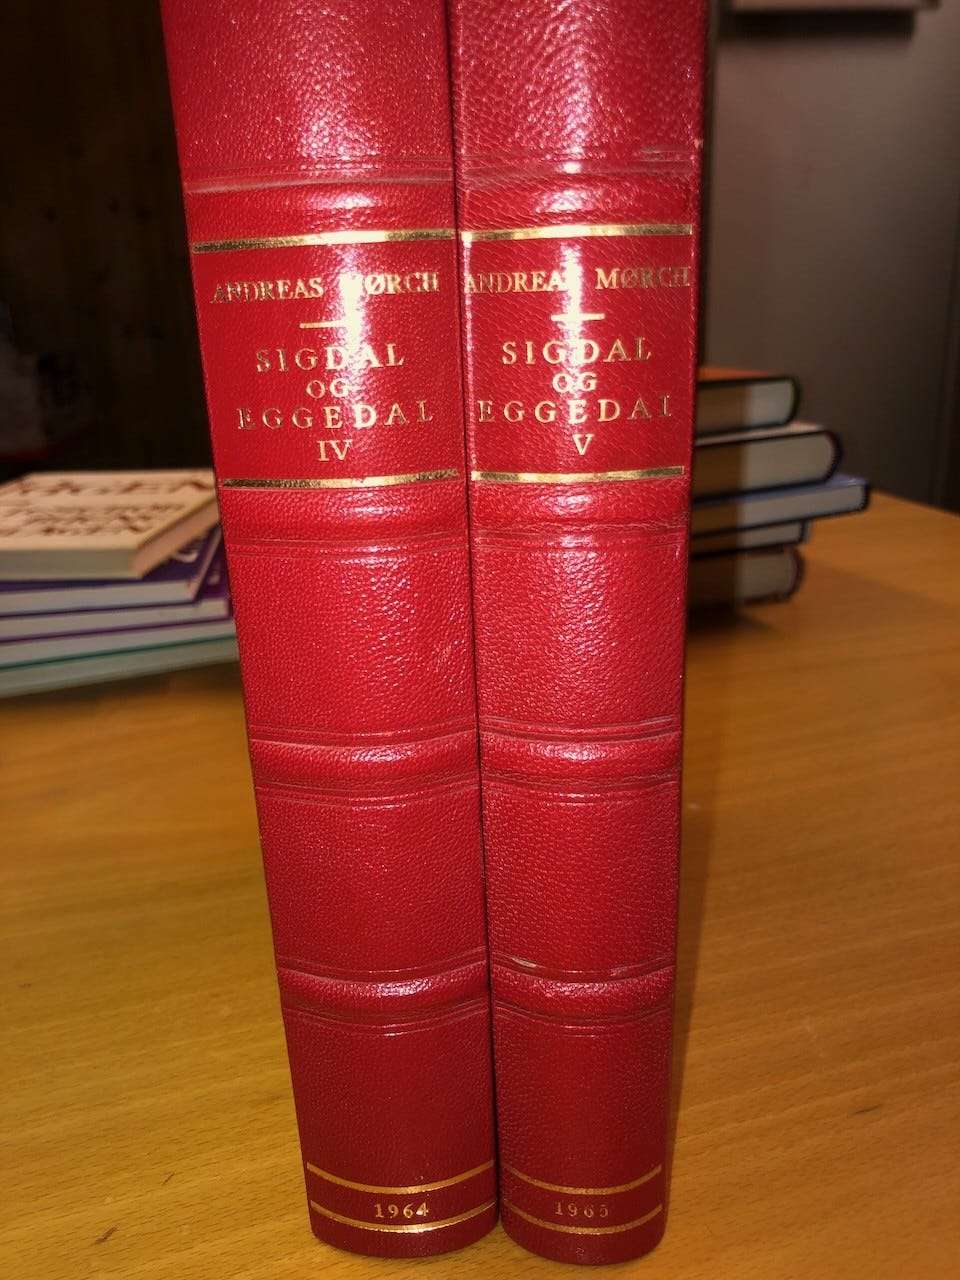 ANDREAS MØRCH
SIGDAL
OG
EGGEDAL
IV
1964
ANDREAS MØRCH
SIGDAL
OG
EGGEDAL
V
1965